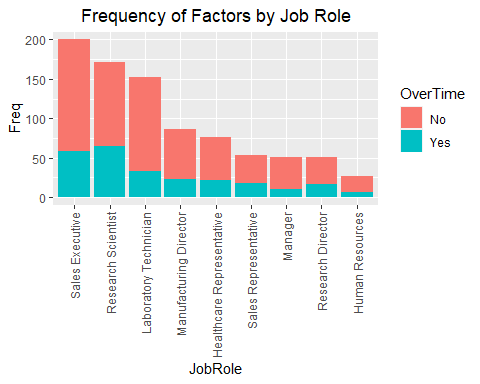 Frequency of Factors by Job Role
200
150
100
50
0
Freq
Sales Executive
Research Scientist
Laboratory Technician
Manufacturing Director
Healthcare Representative
Sales Representative
Manager
Research Director
Human Resources
JobRole
OverTime
No
Yes